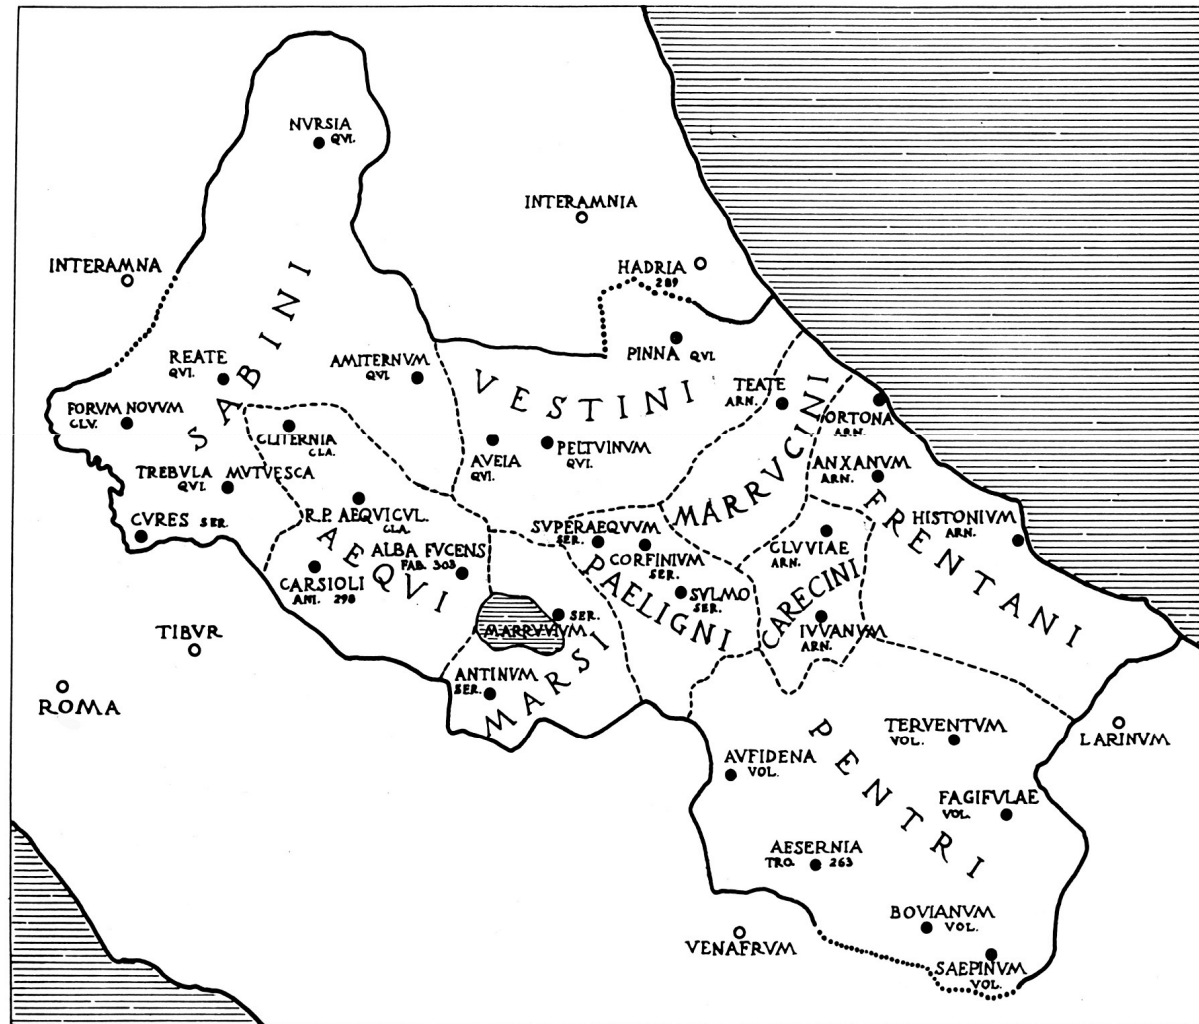 NVRSIA
QVI.
INTERAMNIA
INTERAMNA
HADRIA
289
SABINI
REATE
QVI.
AMITERNVM
QVI
PINNA QVI.
VESTINI
TEATE
ARN.
FORVM NOVVM
CLV.
CLITERNIA
CLA.
AVEIA
QVI.
PELTVINVM
QVI.
MARRVCINI
ORTONA
ARN.
TREBVLA MVTVESCA
QVI.
ANXANVM
ARN.
CVRES SER.
R.P. AEQVICVL.
CLA.
SVPERAEQVVM
SER.
CORFINIVM
SER.
CLVVIAE
ARN.
HISTONIVM
ARN.
FRENTANI
AEQVI
ALBA FVCENS
FAB. 303
CARSIOLI
ANI. 298
PAELIGNI
SVLMO
SER.
CARECINI
IVVANVM
ARN.
SER.
MARRVVIVM
TIBVR
ANTINVM
SER.
MARSI
ROMA
PENTRI
TERVENTVM
VOL.
LARINVM
AVFIDENA
VOL.
FAGIFVLAE
VOL.
AESERNIA
TRO. 263
BOVIANVM
VOL.
VENAFRVM
SAEPINVM
VOL.